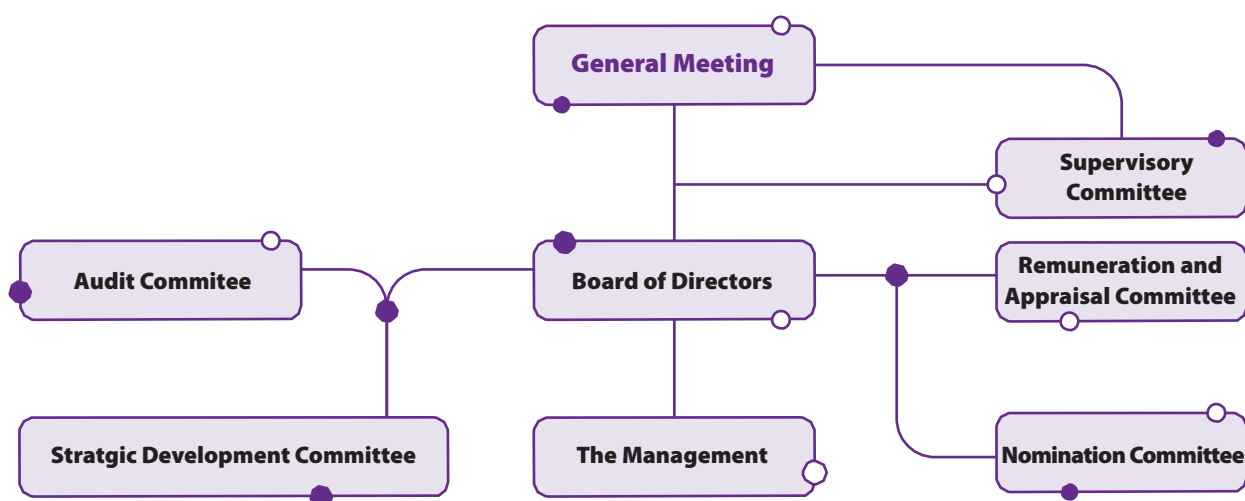 General Meeting
Supervisory
Committee
Audit Commitee
Board of Directors
Remuneration and
Appraisal Committee
Stratgic Development Committee
The Management
Nomination Committee